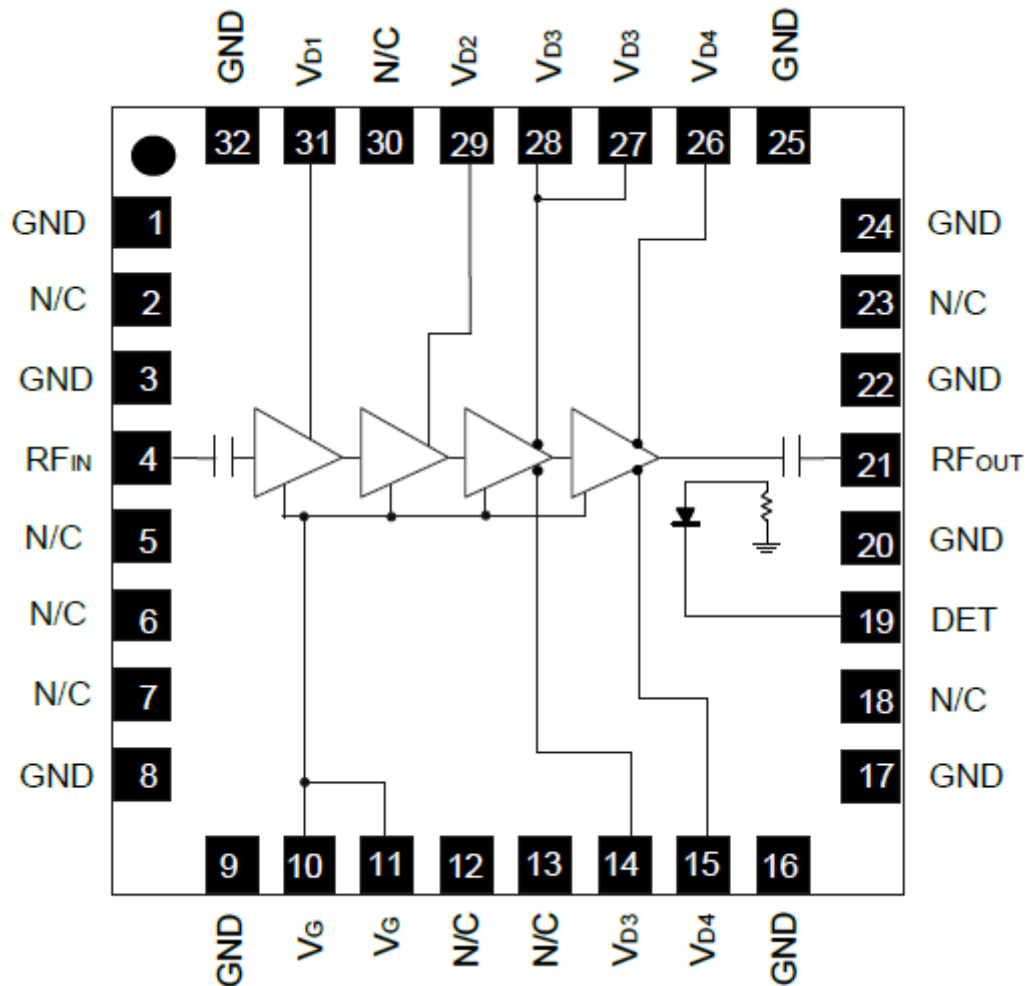 GND VD1 N/C VD2 VD3 VD3 VD4 GND
32 31 30 29 28 27 26 25
GND 1
24 GND
N/C 2
23 N/C
GND 3
22 GND
RFIN 4
21 RFOUT
N/C 5
20 GND
N/C 6
19 DET
N/C 7
18 N/C
GND 8
17 GND
9 10 11 12 13 14 15 16
GND VG VG N/C N/C VD3 VD4 GND